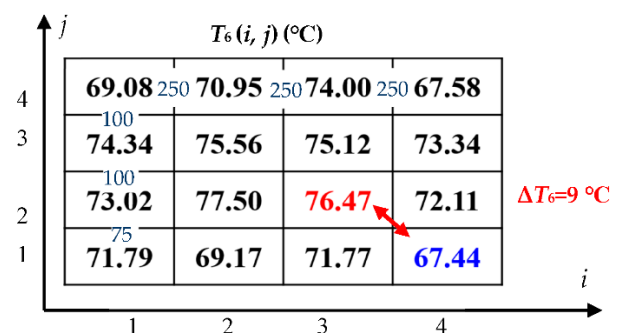 j
T₆ (i, j) (°C)
4 69.08 250 70.95 250 74.00 250 67.58
100
3 74.34 75.56 75.12 73.34
100
2 73.02 77.50 76.47 72.11 ΔT₆=9 °C
75
1 71.79 69.17 71.77 67.44
i
1 2 3 4